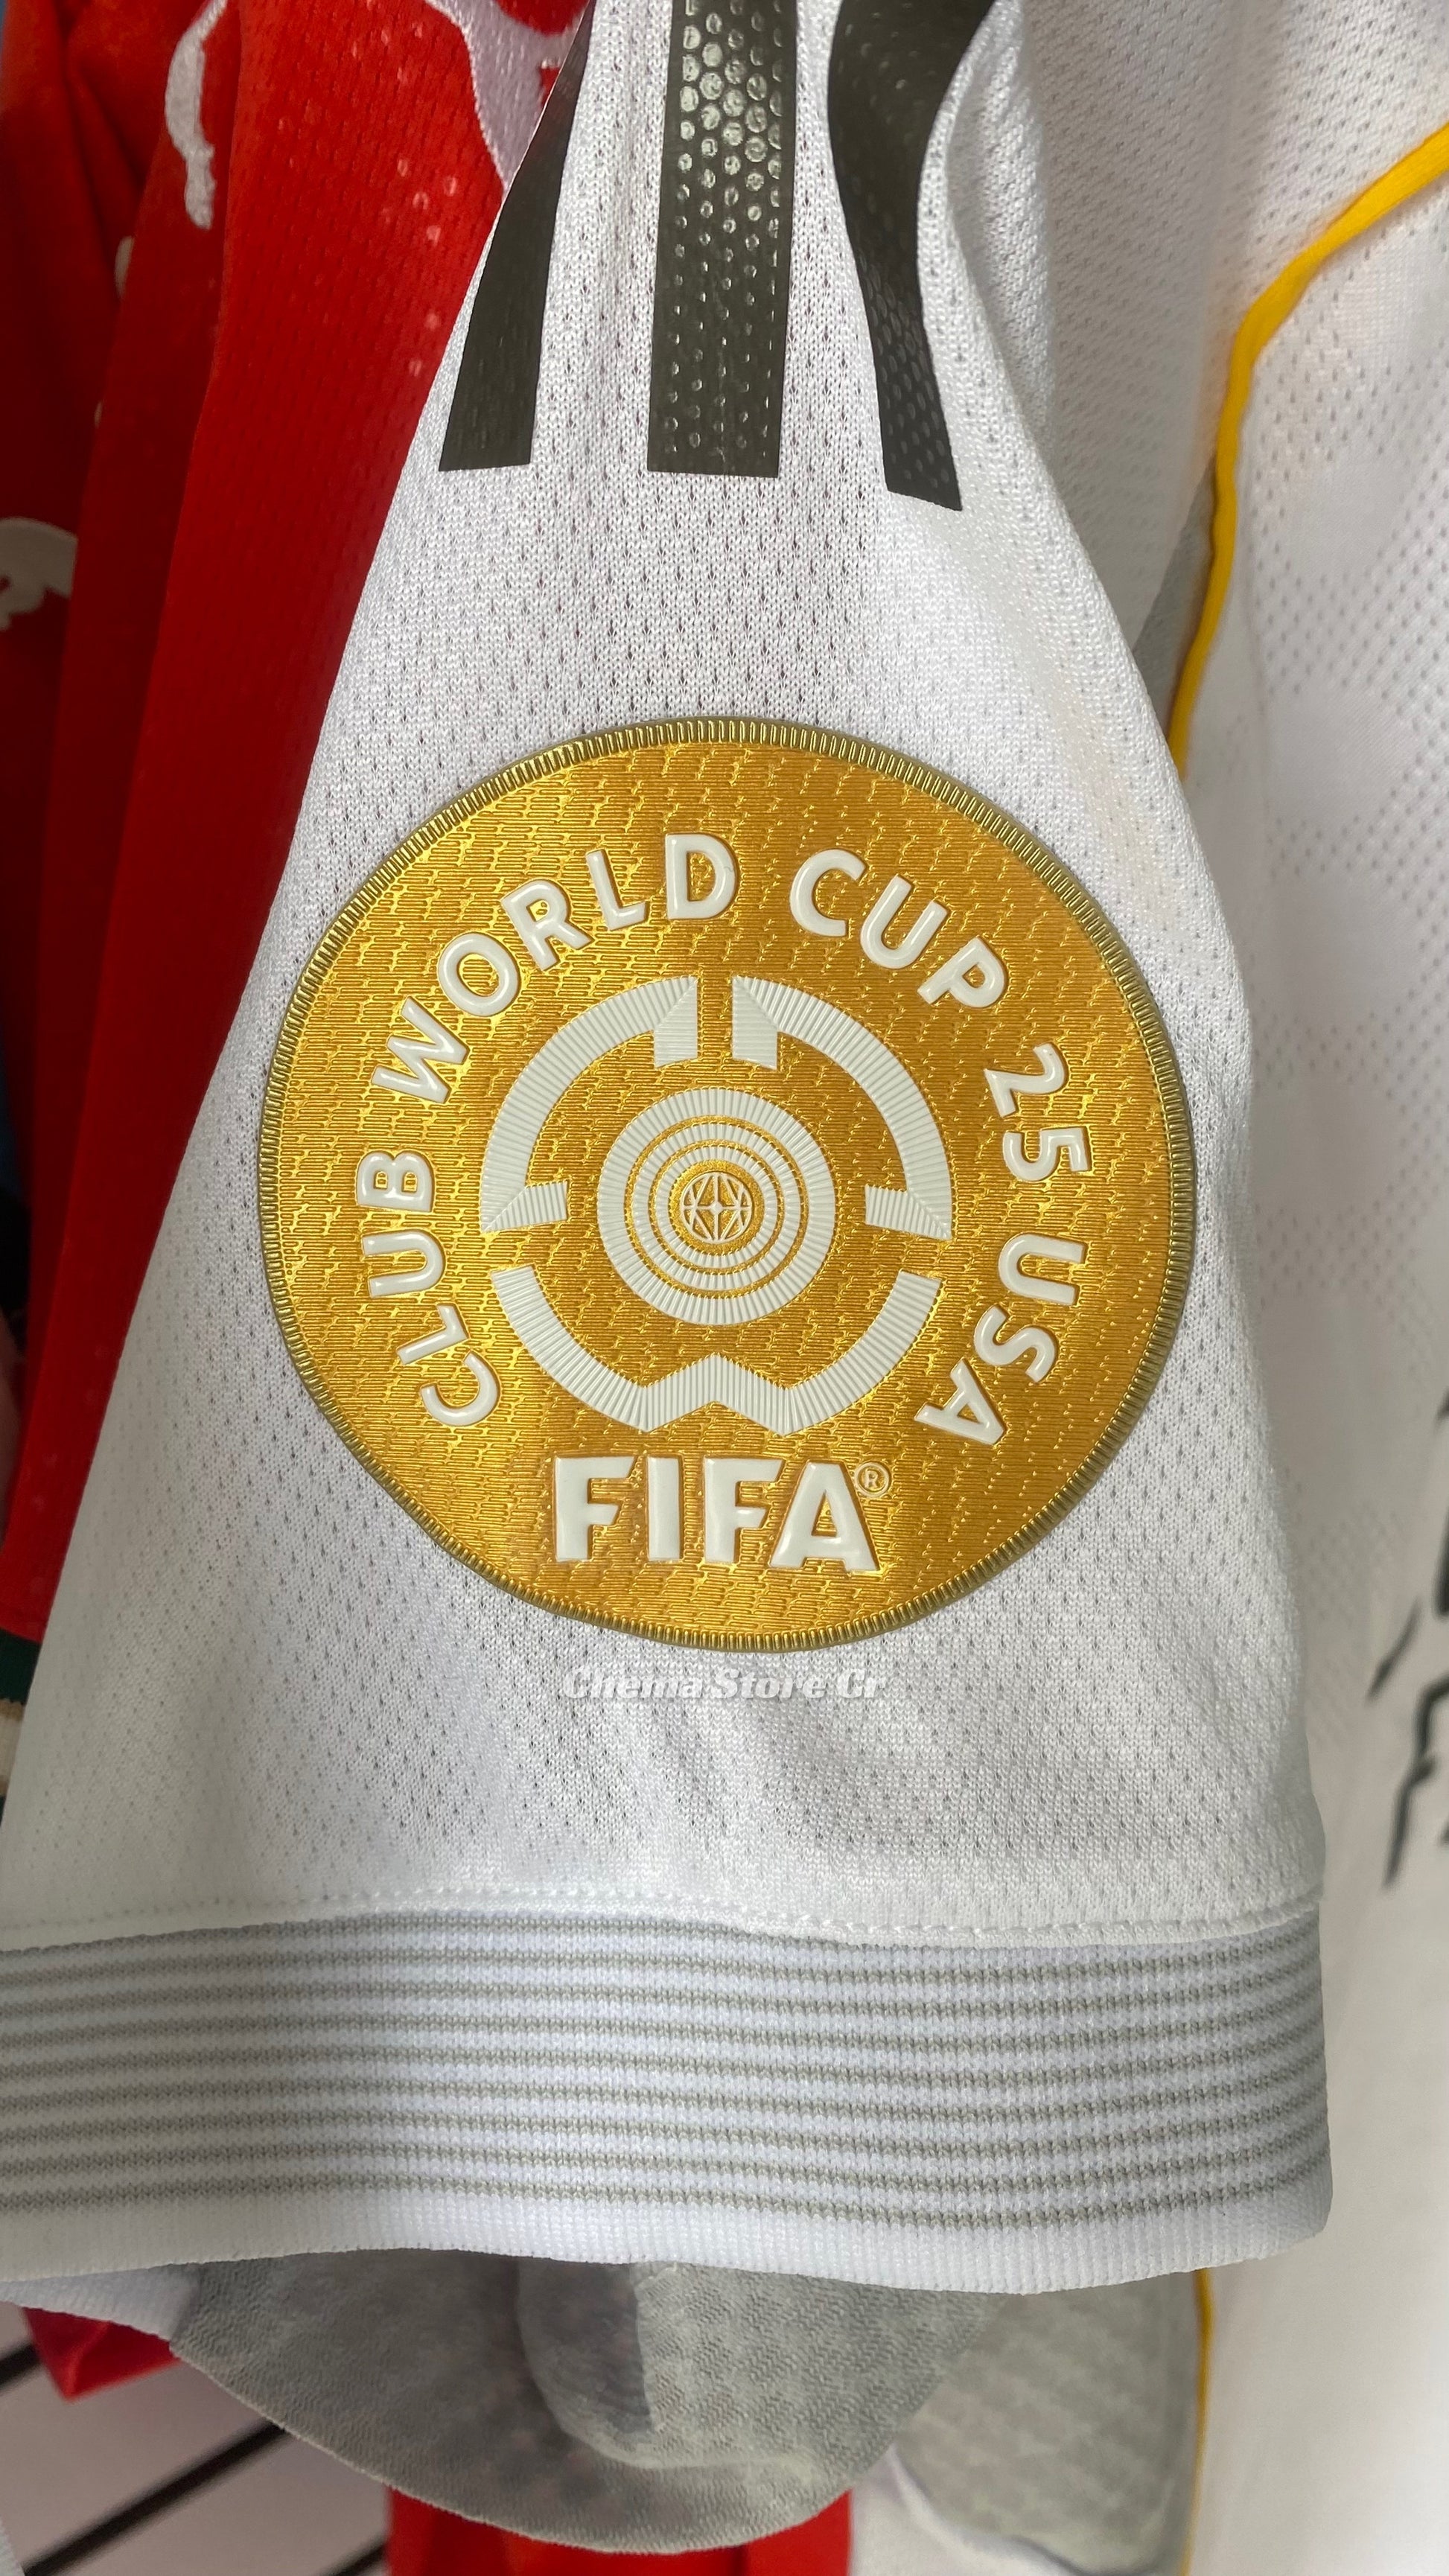 CLUB WORLD CUP 25 USA
FIFA®
Chema Store Cr